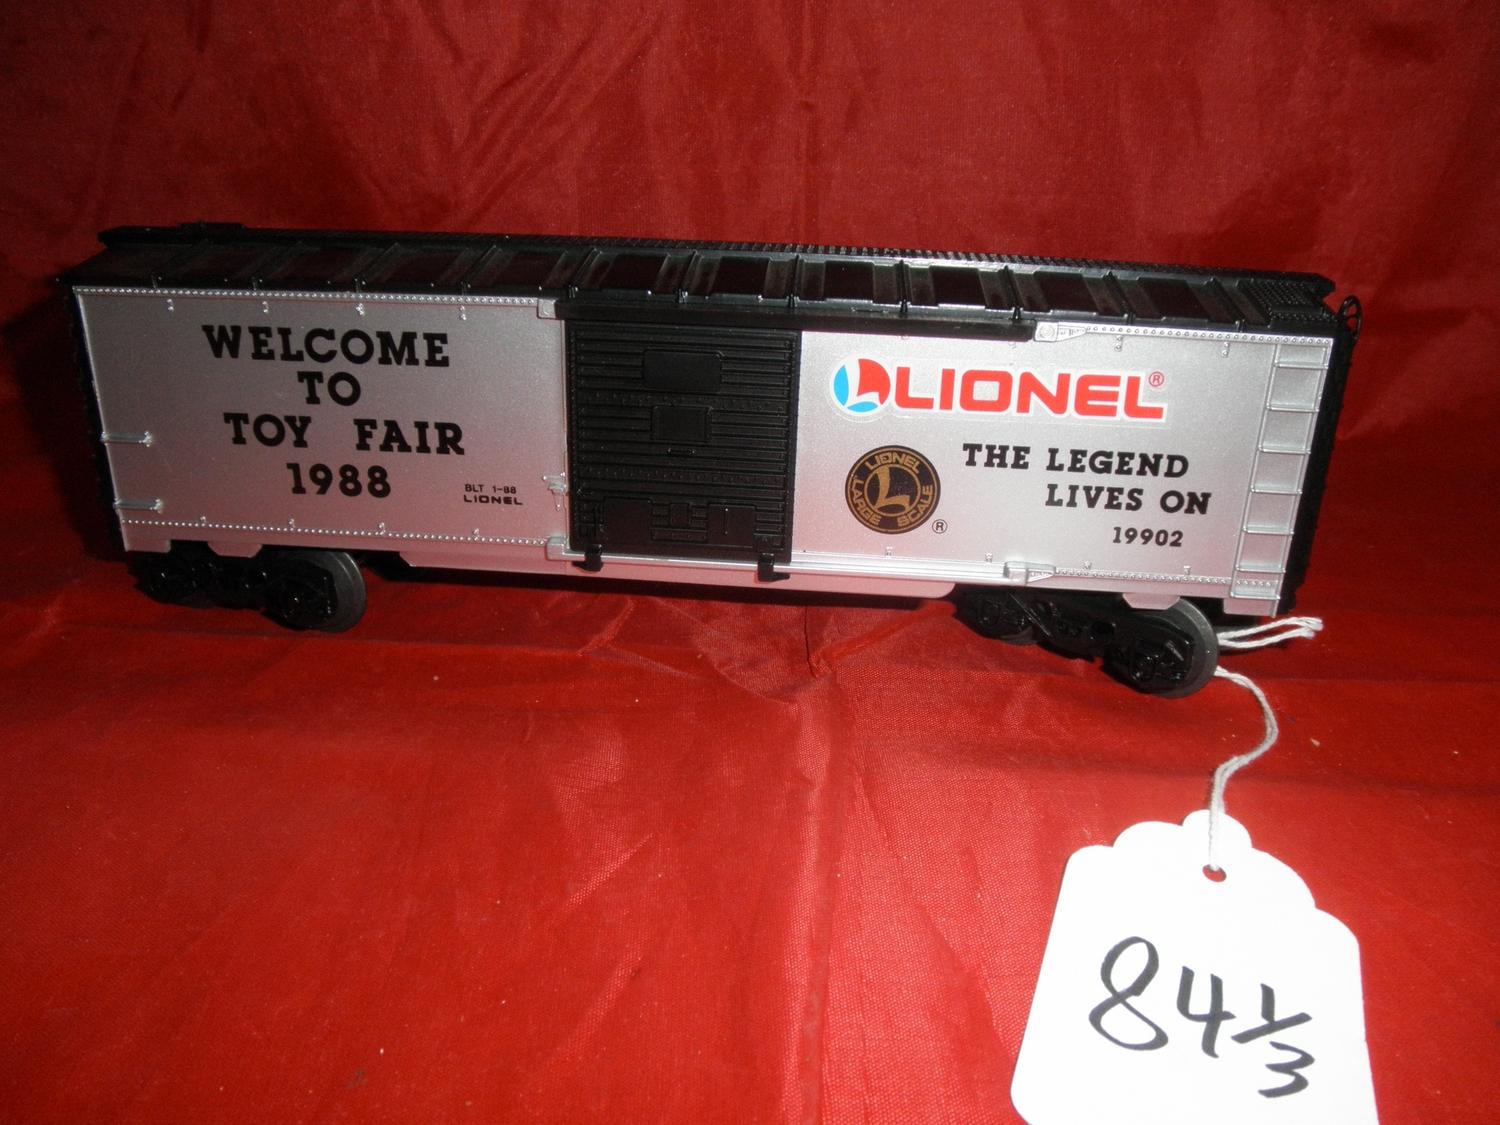 WELCOME
TO
TOY FAIR
1988
BLT 1-88
LIONEL
L LIONEL®
LIONEL
L
LARGE SCALE
®
THE LEGEND
LIVES ON
19902
84 1/3